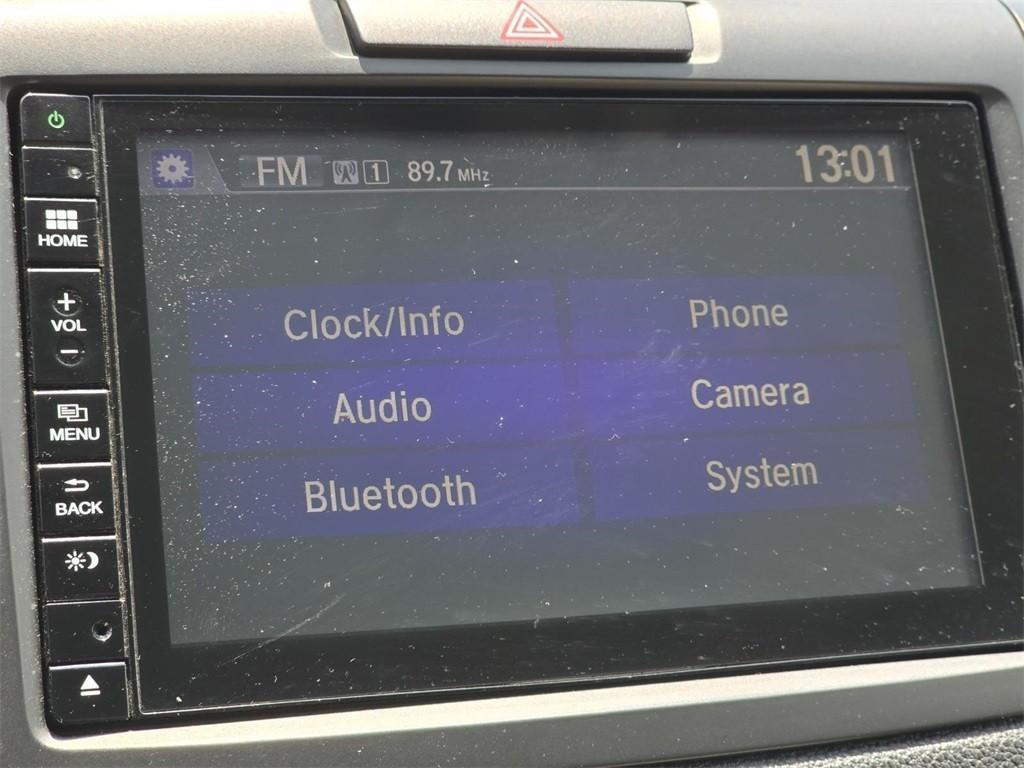 FM 1 89.7 MHz 13:01
HOME
+
VOL
−
MENU
BACK
Clock/Info Phone
Audio Camera
Bluetooth System